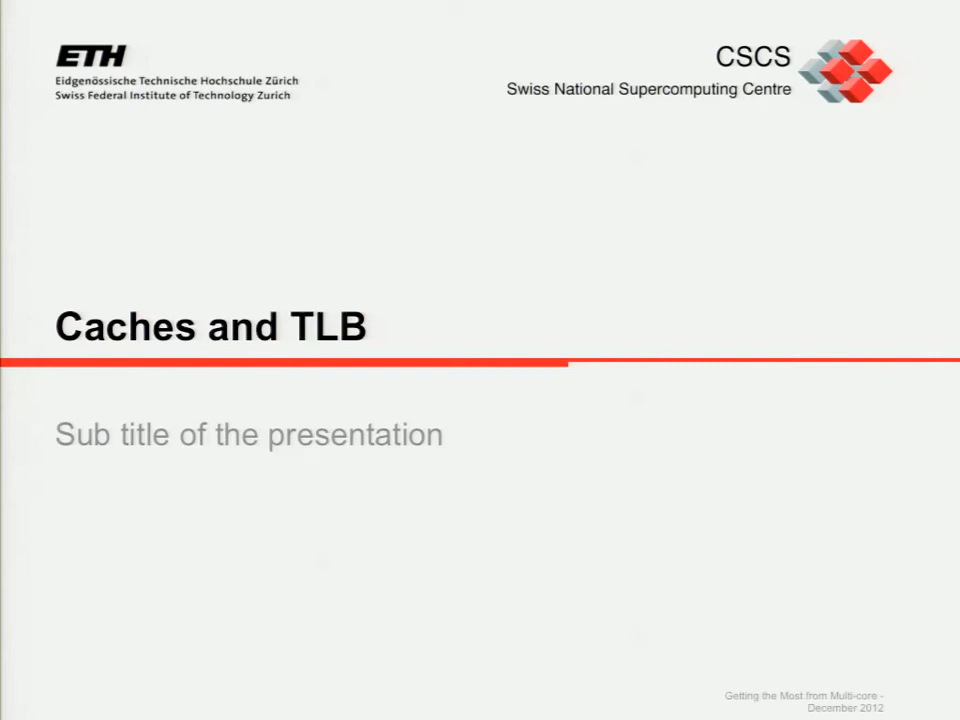 ETH
Eidgenössische Technische Hochschule Zürich
Swiss Federal Institute of Technology Zurich
CSCS
Swiss National Supercomputing Centre
Caches and TLB
Sub title of the presentation
Getting the Most from Multi-core -
December 2012